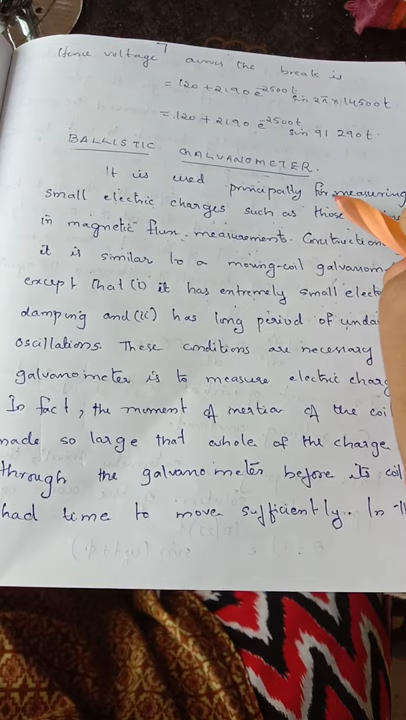 Hence voltage across the break is
= 120 + 2190 e^-2500t sin 2π × 14500t
= 120 + 2190 e^-2500t sin 91 290t.
BALLISTIC GALVANOMETER.
It is used principally for measuring
small electric charges such as those
in magnetic flux measurement. Construction
it is similar to a moving-coil galvanom
except that (i) it has extremely small elect
damping and (ii) has long period of unda
oscillations. These conditions are necessary
galvanometer is to measure electric charg
In fact, the moment of inertia of the coil
made so large that whole of the charge
through the galvanometer before its coil
had time to move sufficiently. In